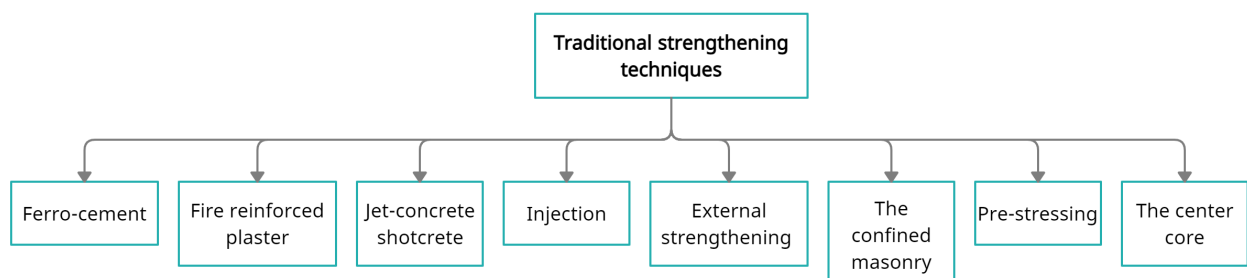 Traditional strengthening
techniques
Ferro-cement
Fire reinforced
plaster
Jet-concrete
shotcrete
Injection
External
strengthening
The
confined
masonry
Pre-stressing
The center
core